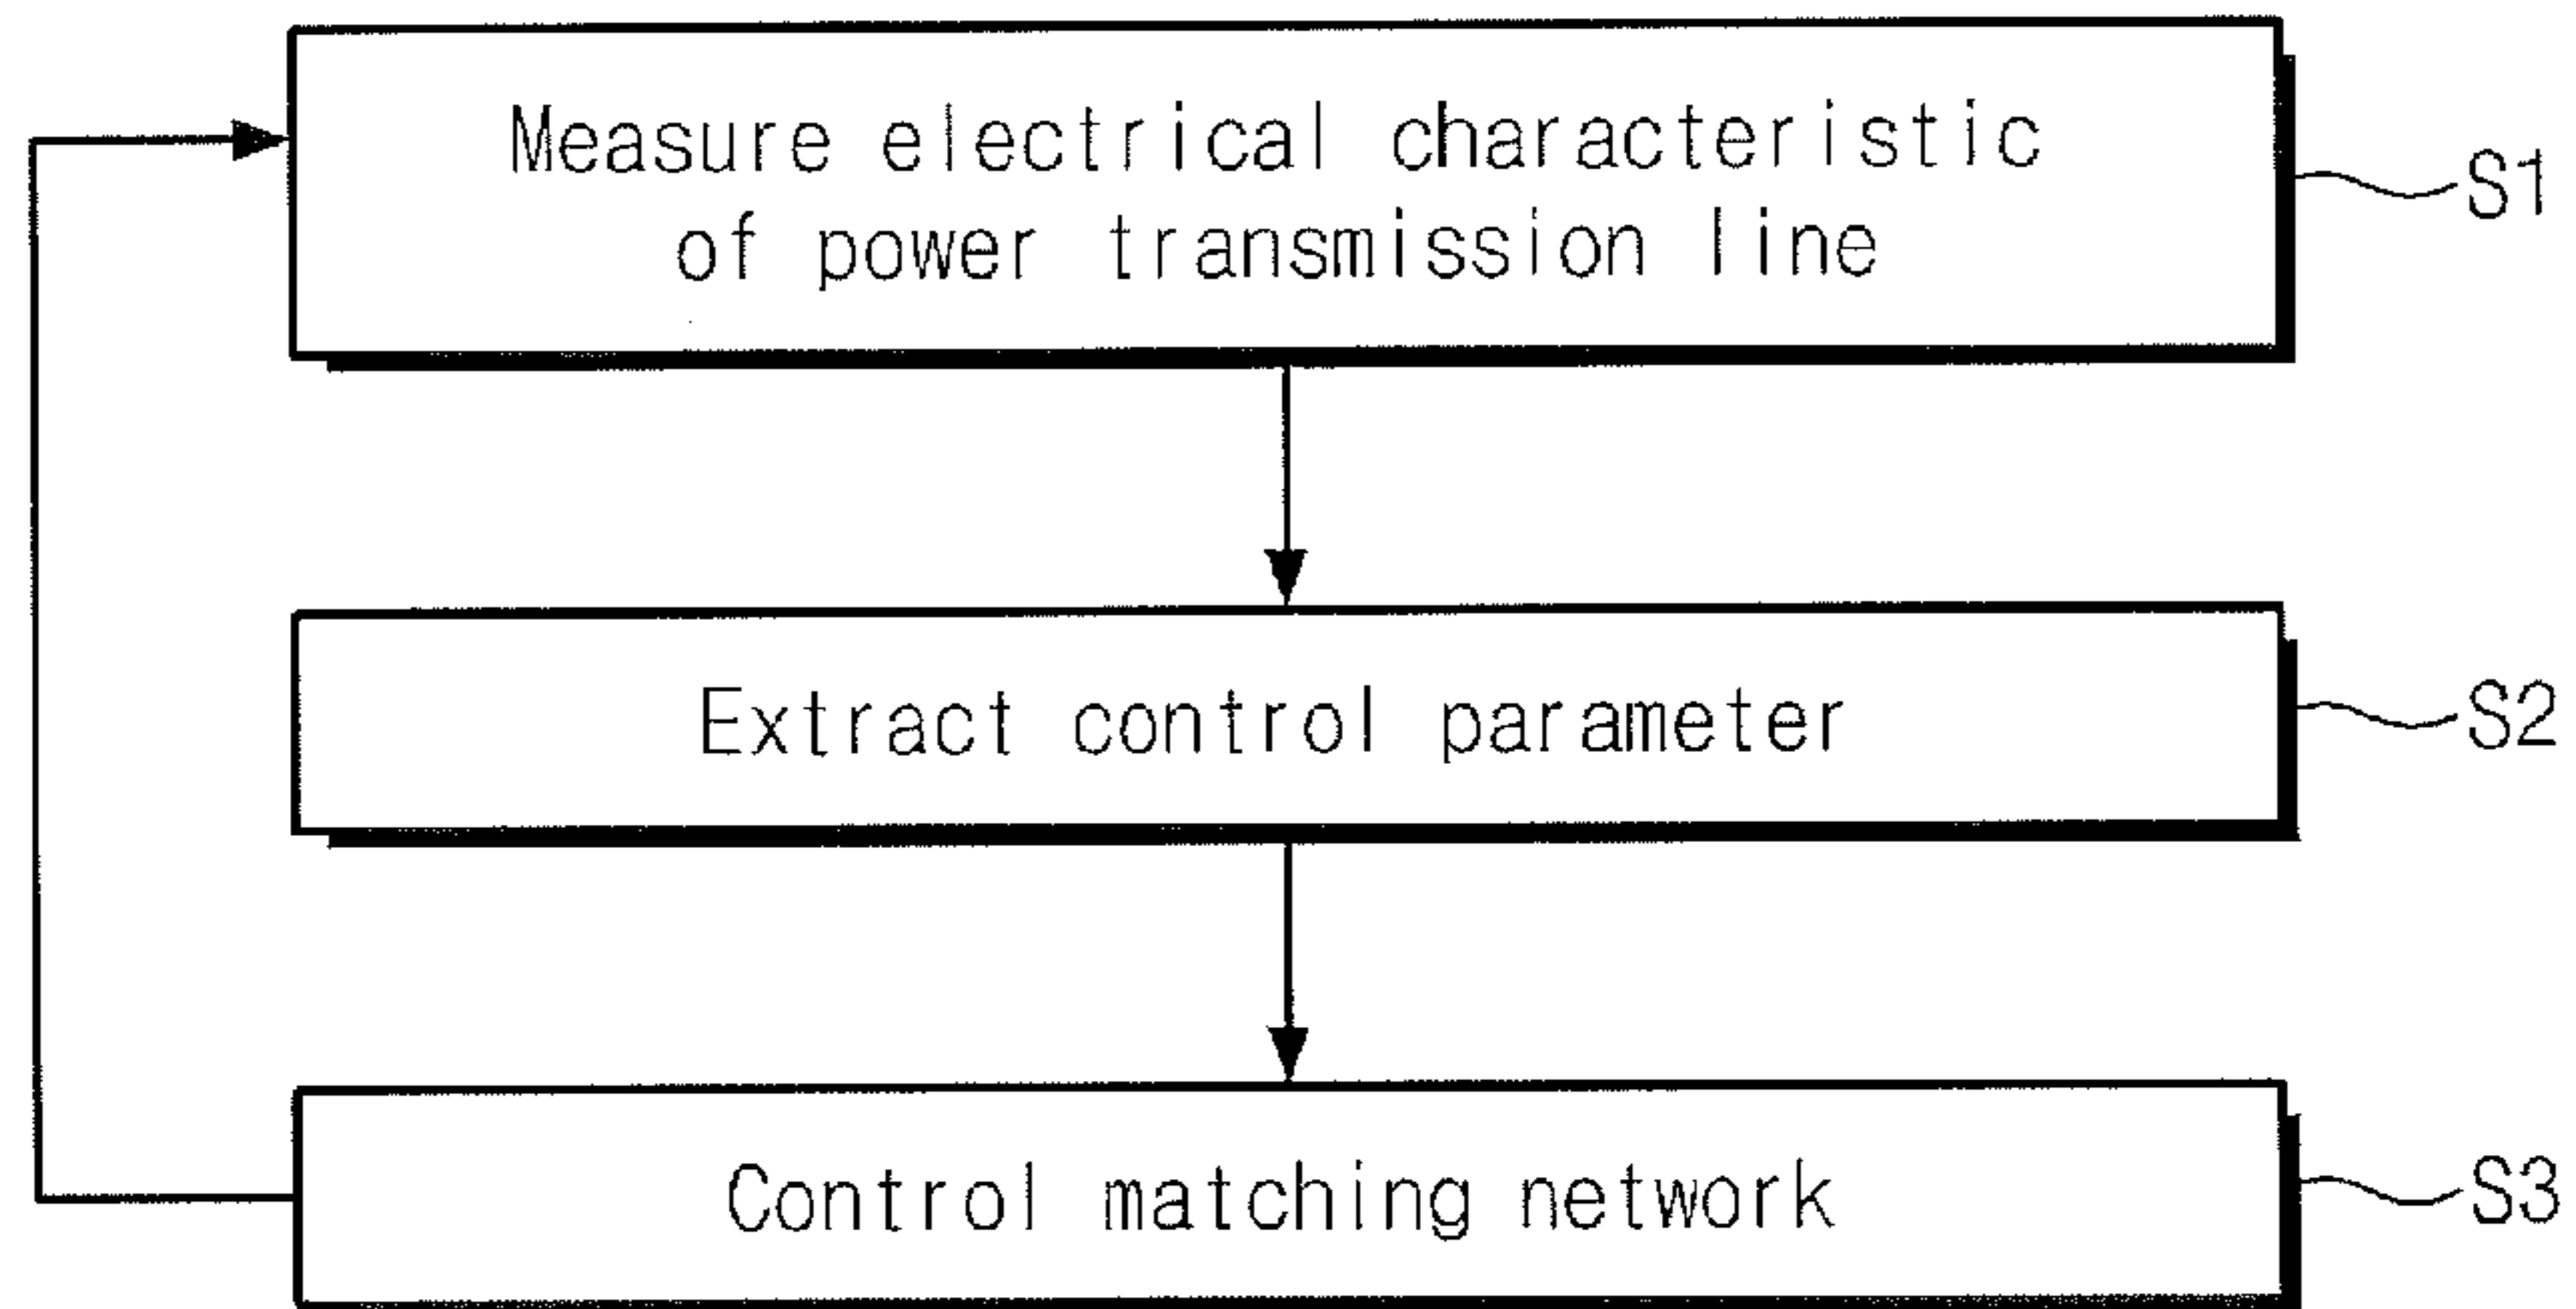 Measure electrical characteristic
of power transmission line
S1
Extract control parameter
S2
Control matching network
S3